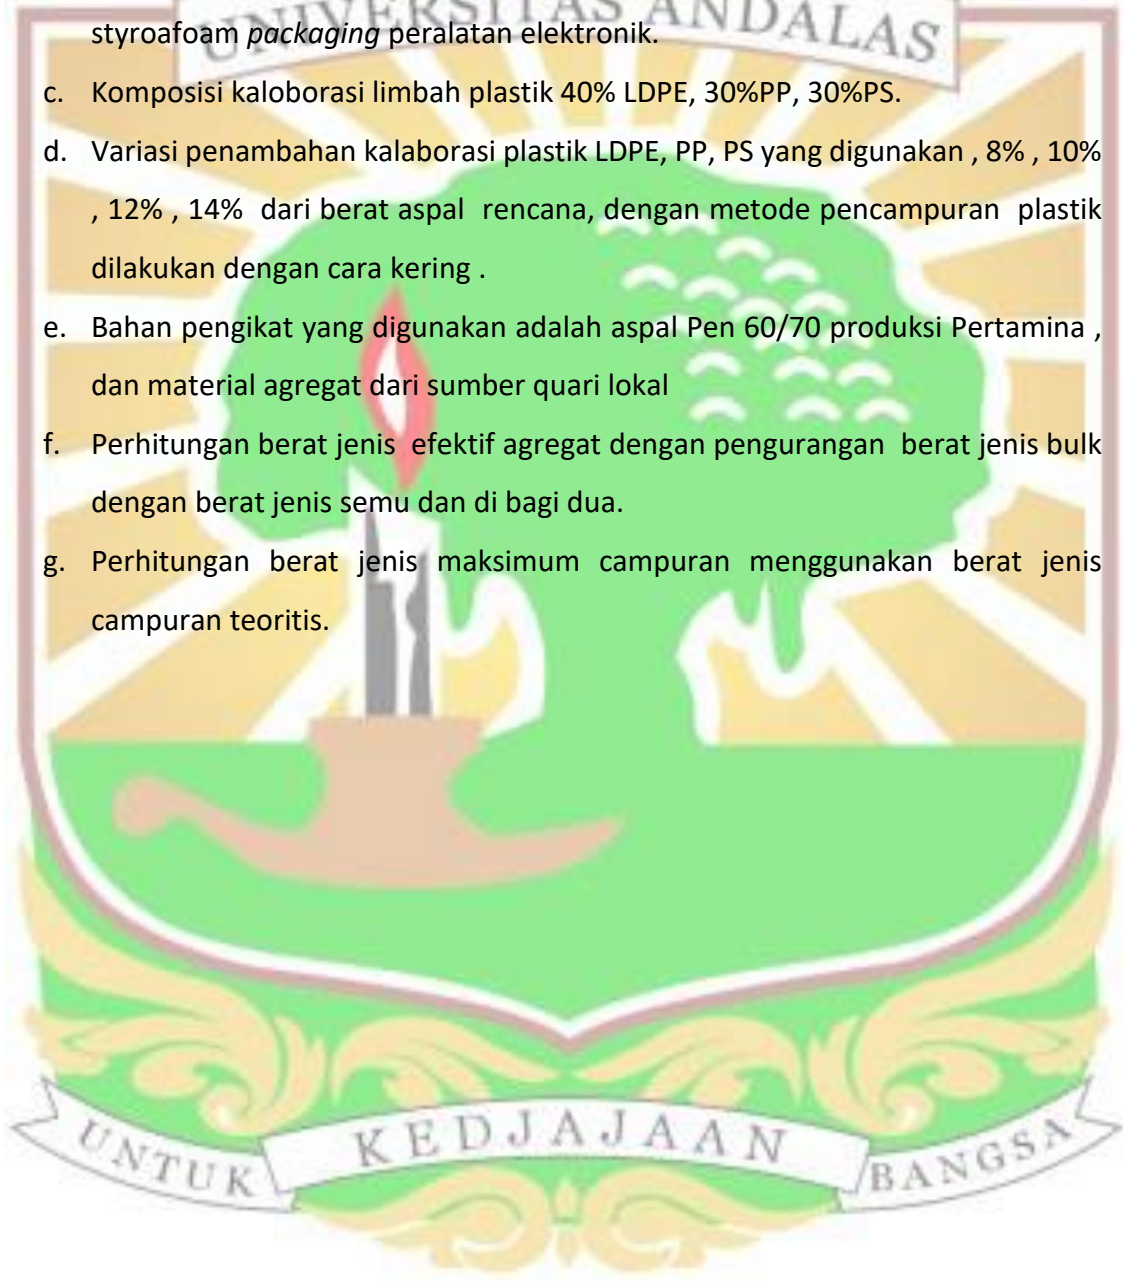 UNIVERSITAS ANDALAS
styroafoam packaging peralatan elektronik.
c. Komposisi kaloborasi limbah plastik 40% LDPE, 30%PP, 30%PS.
d. Variasi penambahan kalaborasi plastik LDPE, PP, PS yang digunakan , 8% , 10%
, 12% , 14% dari berat aspal rencana, dengan metode pencampuran plastik
dilakukan dengan cara kering .
e. Bahan pengikat yang digunakan adalah aspal Pen 60/70 produksi Pertamina ,
dan material agregat dari sumber quari lokal
f. Perhitungan berat jenis efektif agregat dengan pengurangan berat jenis bulk
dengan berat jenis semu dan di bagi dua.
g. Perhitungan berat jenis maksimum campuran menggunakan berat jenis
campuran teoritis.
UNTUK KEDJAJAAN BANGSA